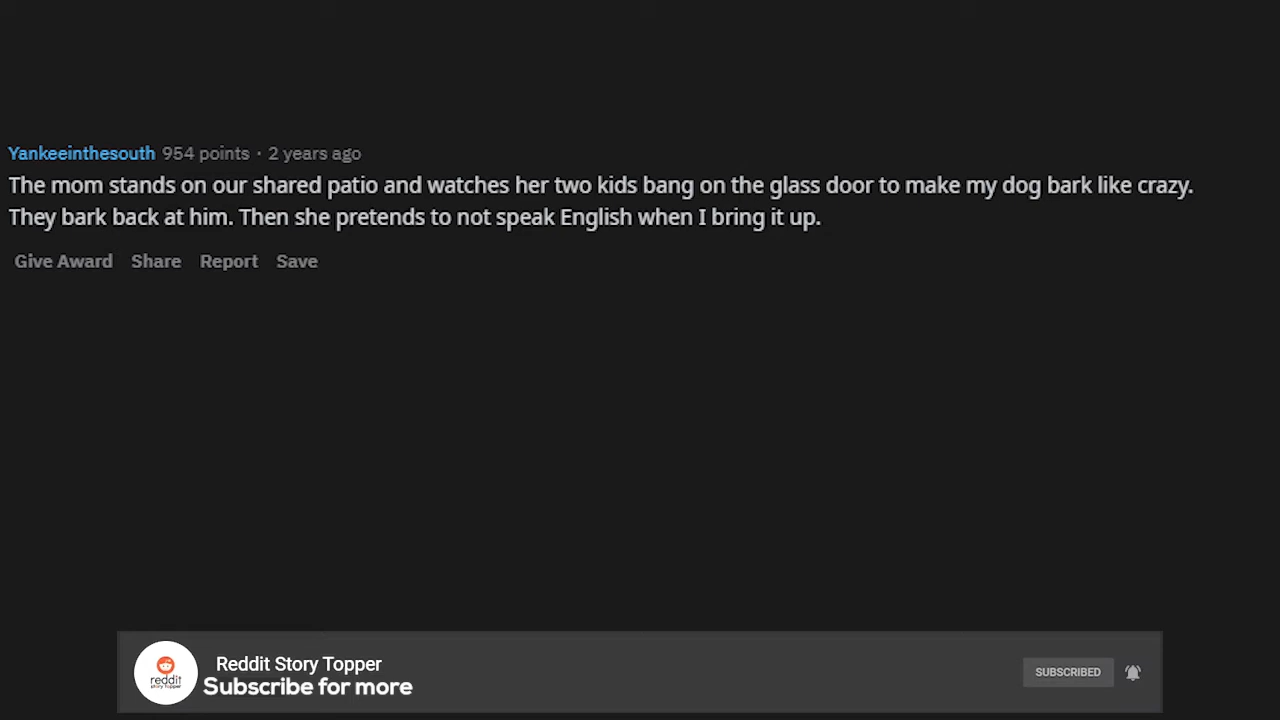 Yankeeinthesouth 954 points · 2 years ago
The mom stands on our shared patio and watches her two kids bang on the glass door to make my dog bark like crazy.
They bark back at him. Then she pretends to not speak English when I bring it up.
Give Award Share Report Save
Reddit Story Topper
reddit
story topper
Subscribe for more
SUBSCRIBED